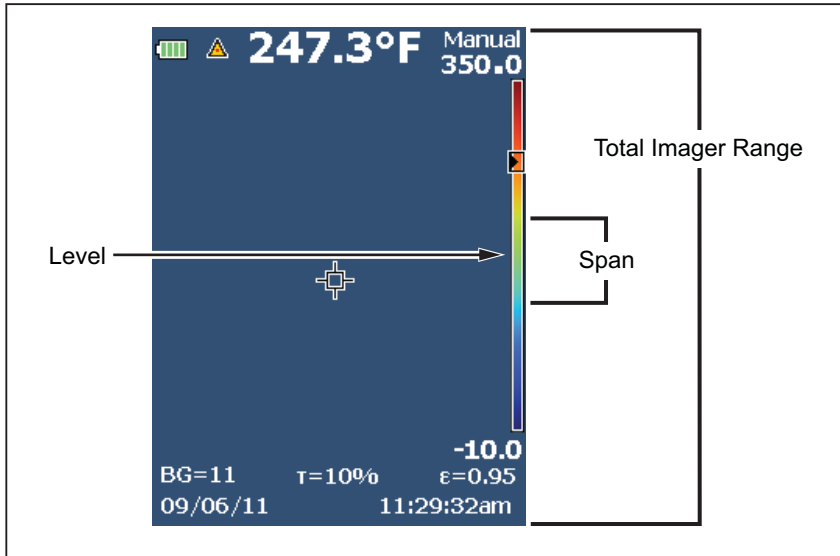 247.3°F
Manual
350.0
Total Imager Range
Level
Span
-10.0
BG=11 τ=10% ε=0.95
09/06/11 11:29:32am